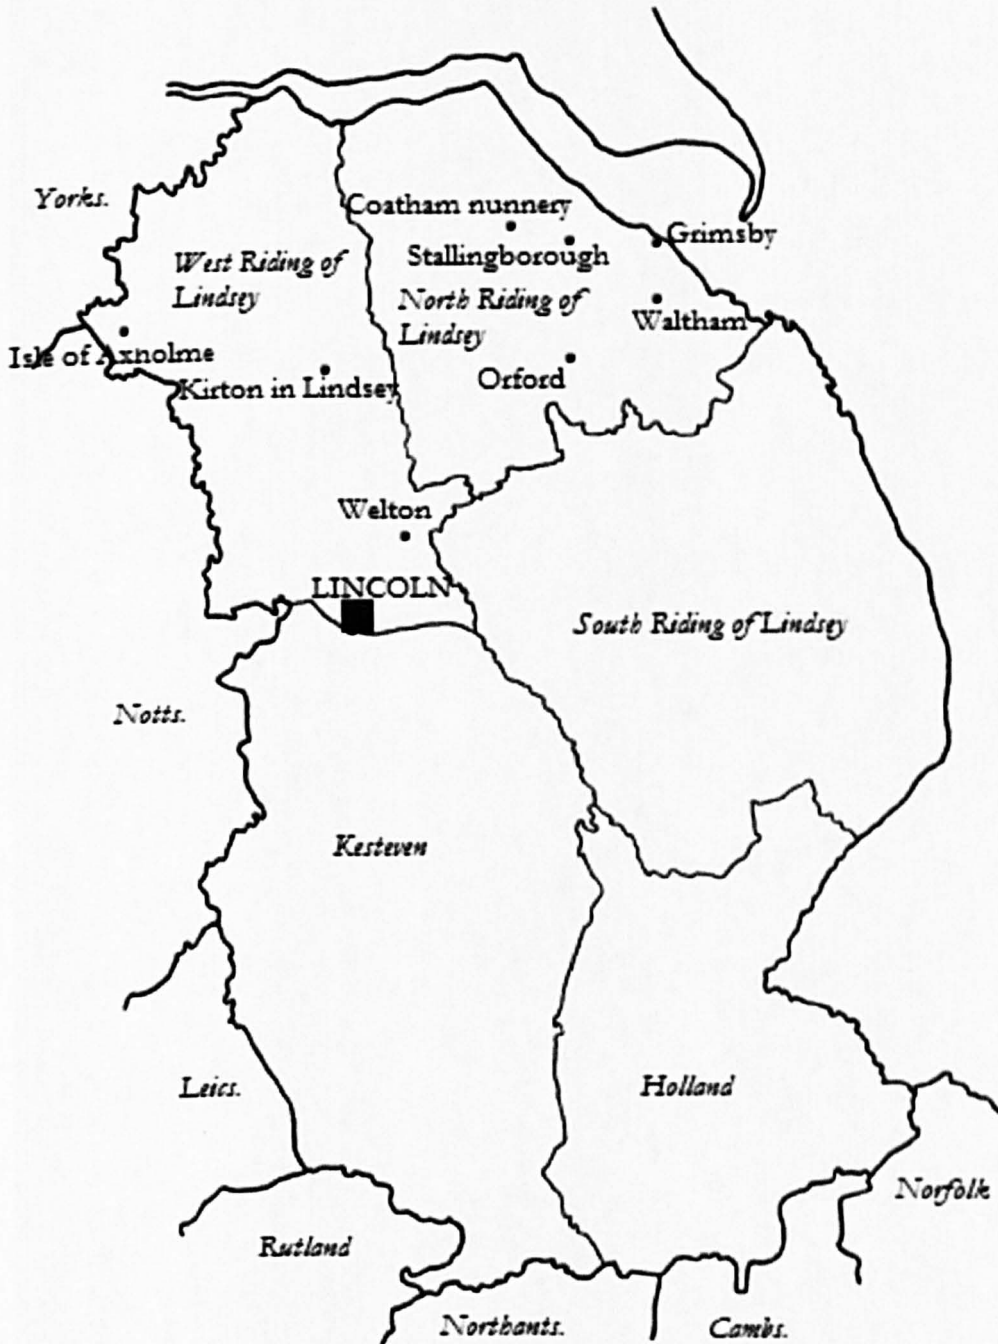 Yorks.
Coatham nunnery
Grimsby
Stallingborough
West Riding of
Lindsey
North Riding of
Lindsey
Waltham
Isle of Axholme
Kirton in Lindsey
Orford
Welton
LINCOLN
South Riding of Lindsey
Notts.
Kesteven
Leics.
Holland
Norfolk
Rutland
Northants.
Cambs.